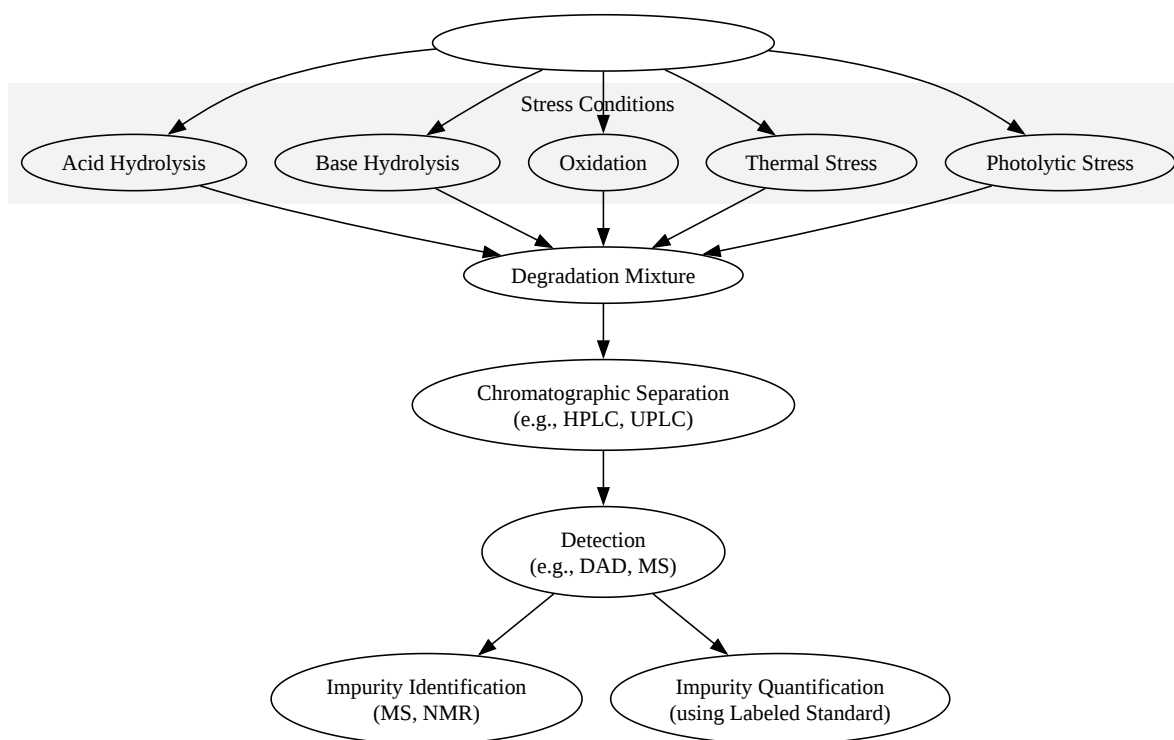 Stress Conditions
Acid Hydrolysis
Base Hydrolysis
Oxidation
Thermal Stress
Photolytic Stress
Degradation Mixture
Chromatographic Separation
(e.g., HPLC, UPLC)
Detection
(e.g., DAD, MS)
Impurity Identification
(MS, NMR)
Impurity Quantification
(using Labeled Standard)